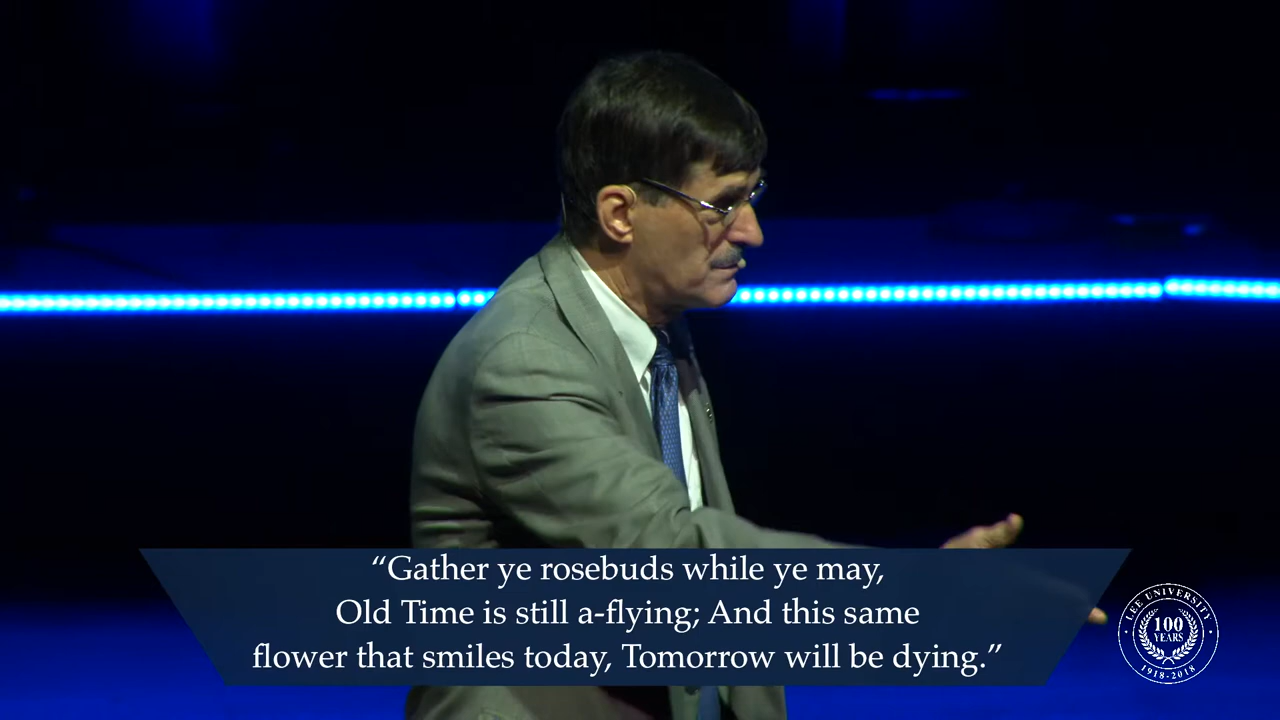 “Gather ye rosebuds while ye may,
Old Time is still a-flying; And this same
flower that smiles today, Tomorrow will be dying.”
LEE UNIVERSITY
100
YEARS
1918-2018